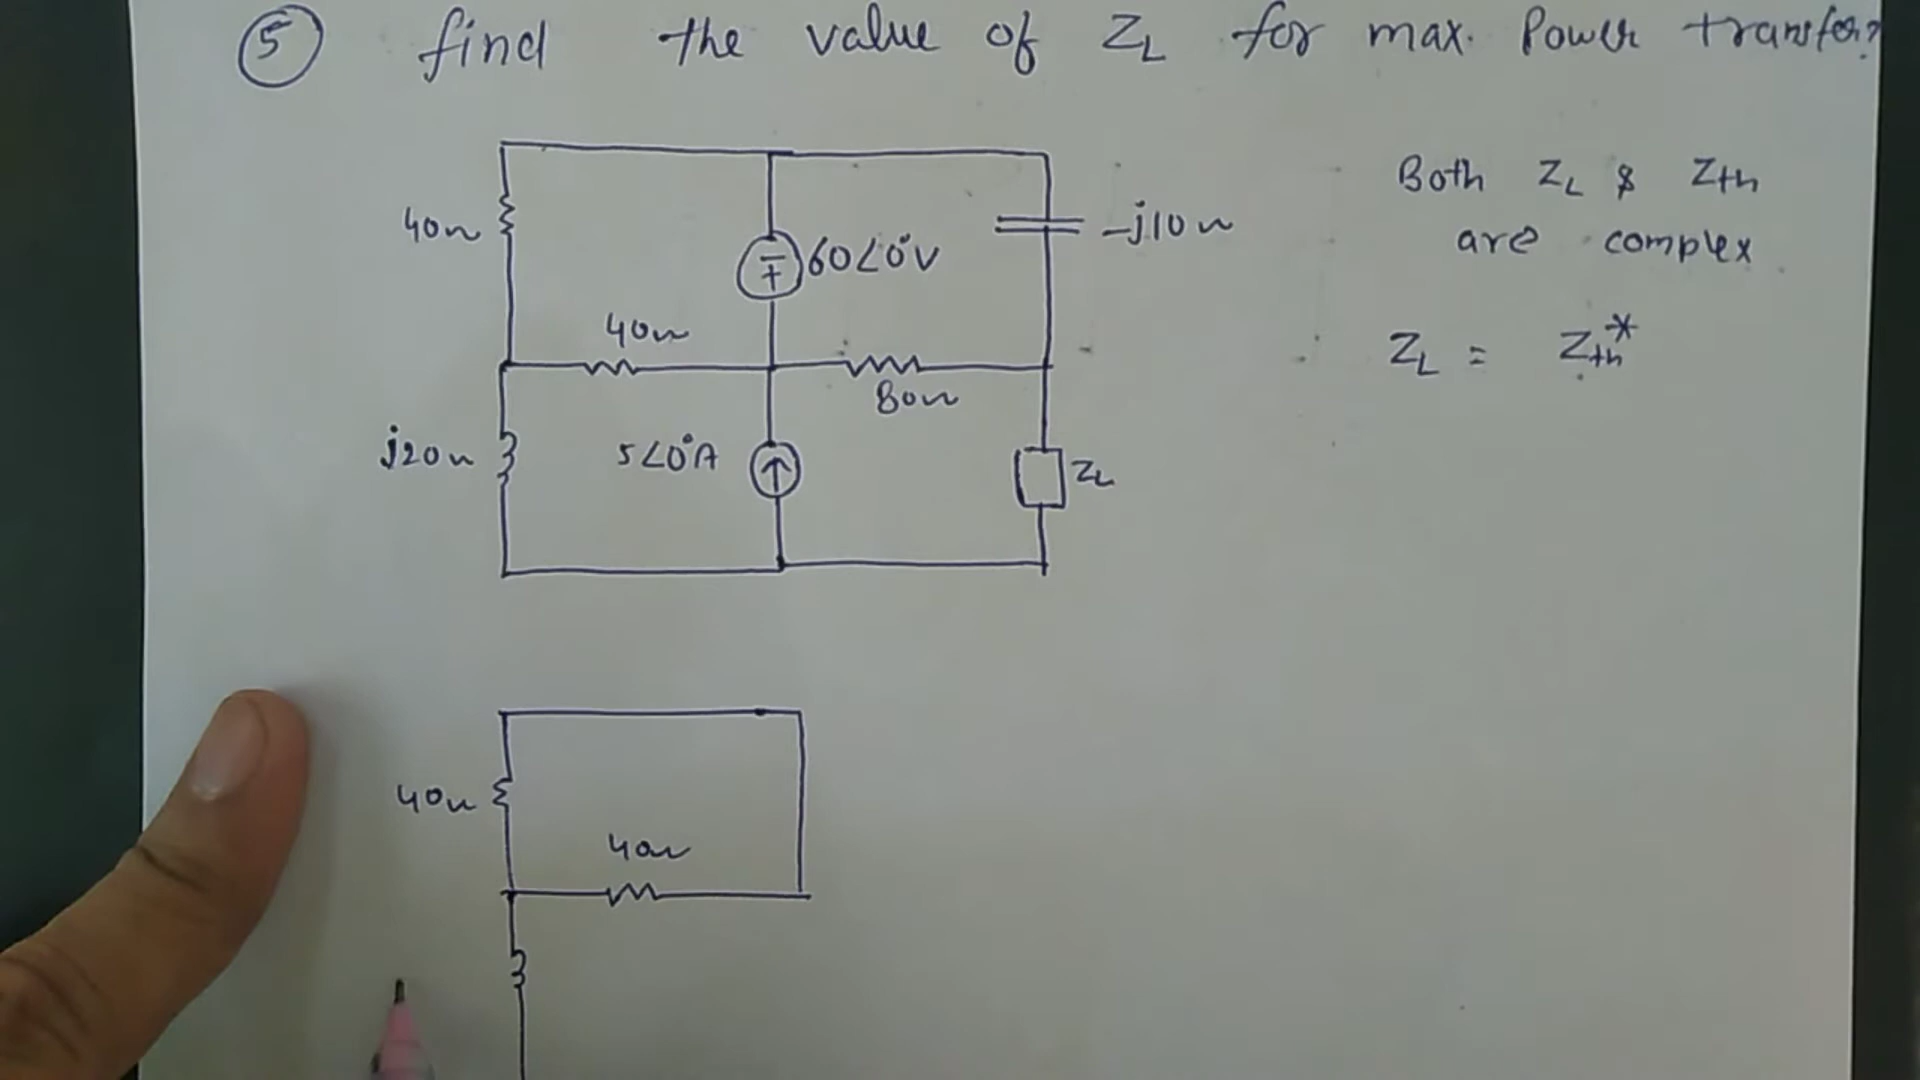 ⑤ find the value of ZL for max. Power transfer?
Both ZL & Zth
are complex
ZL = Zth*
40Ω
60∠0°V
-j10Ω
40Ω
80Ω
j20Ω
5∠0°A
ZL
40Ω
40Ω